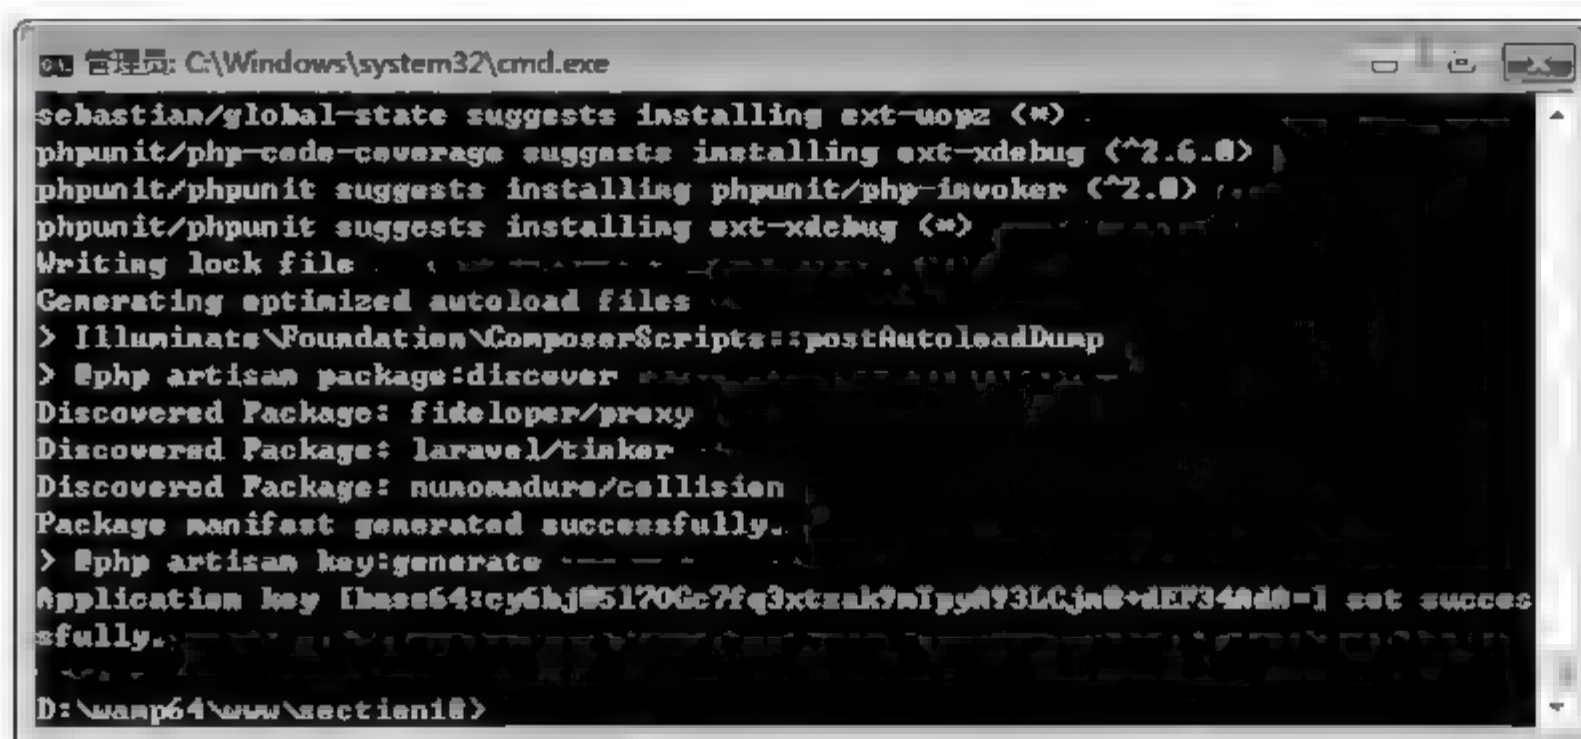 管理员: C:\Windows\system32\cmd.exe
sebastian/global-state suggests installing ext-uopz (*)
phpunit/php-code-coverage suggests installing ext-xdebug (^2.6.0)
phpunit/phpunit suggests installing phpunit/php-invoker (^2.0)
phpunit/phpunit suggests installing ext-xdebug (*)
Writing lock file
Generating optimized autoload files
> Illuminate\Foundation\ComposerScripts::postAutoloadDump
> @php artisan package:discover
Discovered Package: fideloper/proxy
Discovered Package: laravel/tinker
Discovered Package: nunomaduro/collision
Package manifest generated successfully.
> @php artisan key:generate
Application key set succes
sfully.
D:\wamp64\www\section10>